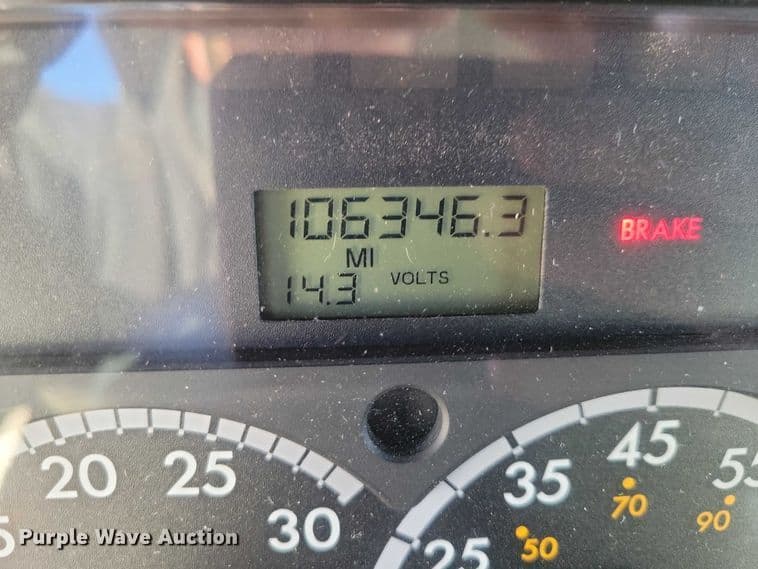 106346.3
MI
14.3 VOLTS
BRAKE
20 25 30
25 35 45
50 70 90
Purple Wave Auction